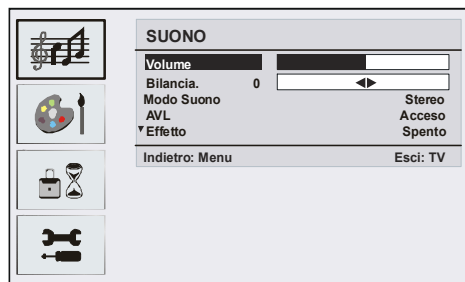 SUONO
Volume
Bilancia. 0
Modo Suono Stereo
AVL Acceso
Effetto Spento
Indietro: Menu Esci: TV